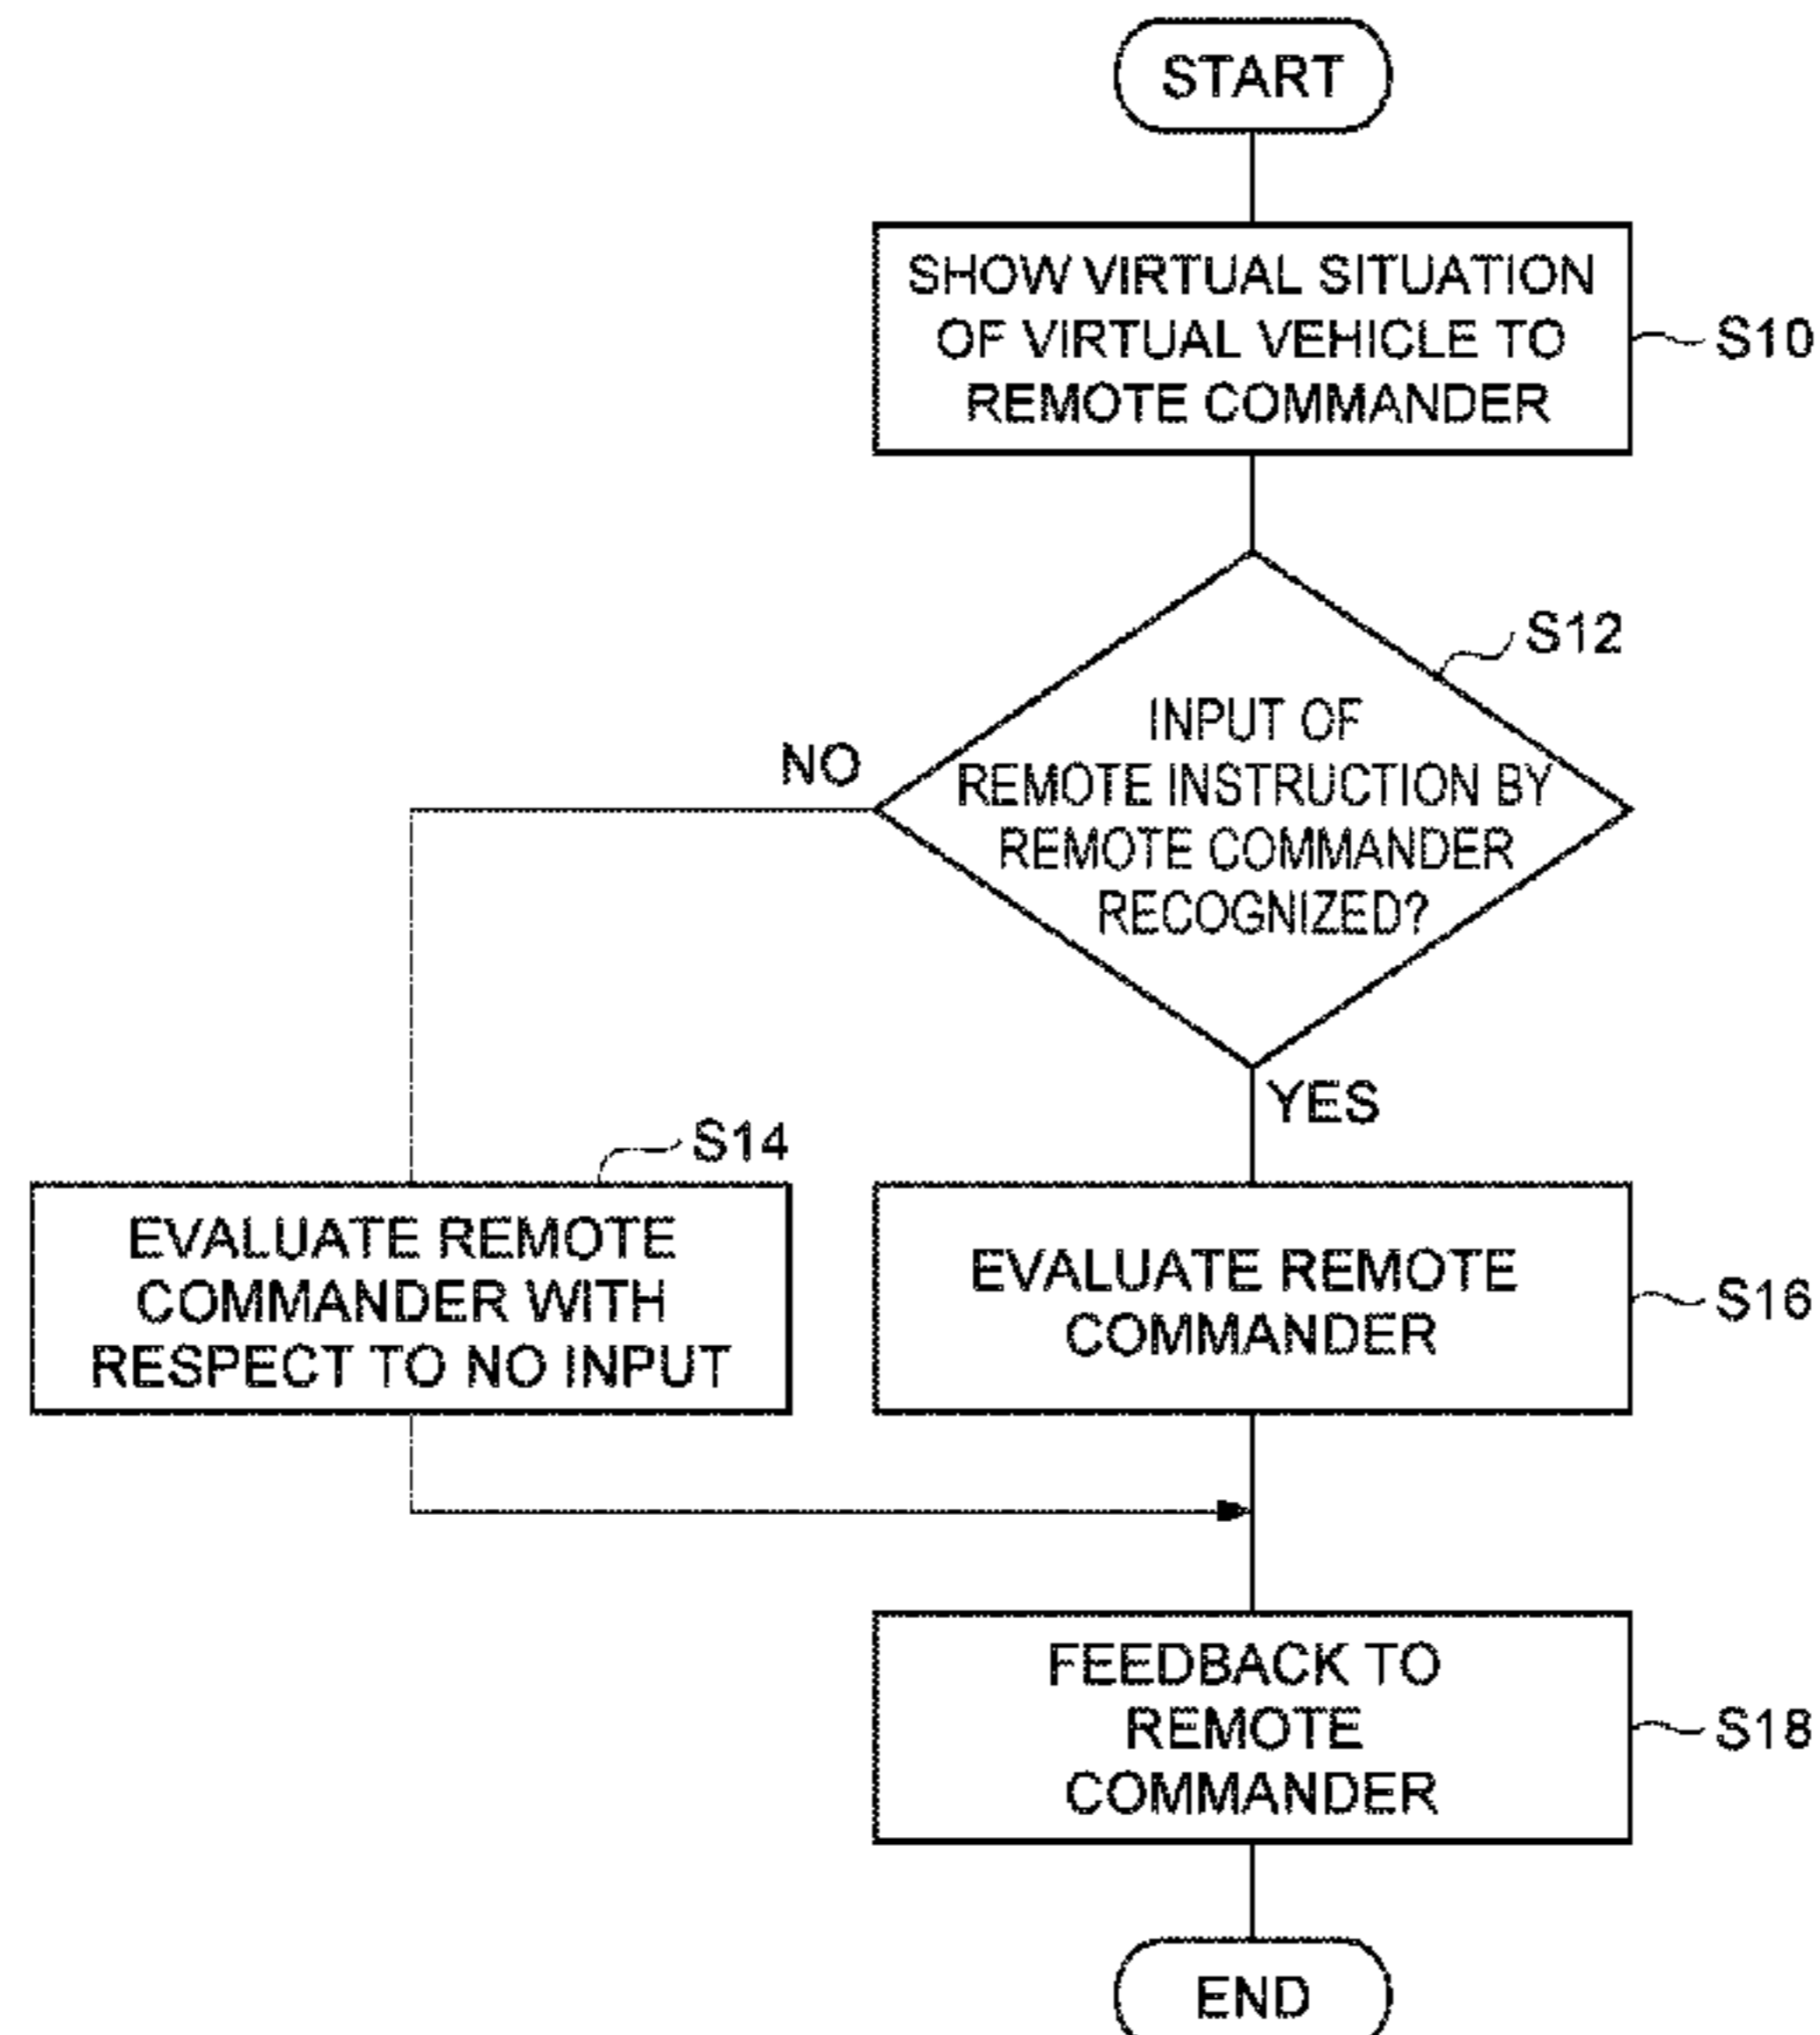 START
SHOW VIRTUAL SITUATION
OF VIRTUAL VEHICLE TO
REMOTE COMMANDER
S10
S12
INPUT OF
REMOTE INSTRUCTION BY
REMOTE COMMANDER
RECOGNIZED?
NO
YES
S14
EVALUATE REMOTE
COMMANDER WITH
RESPECT TO NO INPUT
EVALUATE REMOTE
COMMANDER
S16
FEEDBACK TO
REMOTE
COMMANDER
S18
END